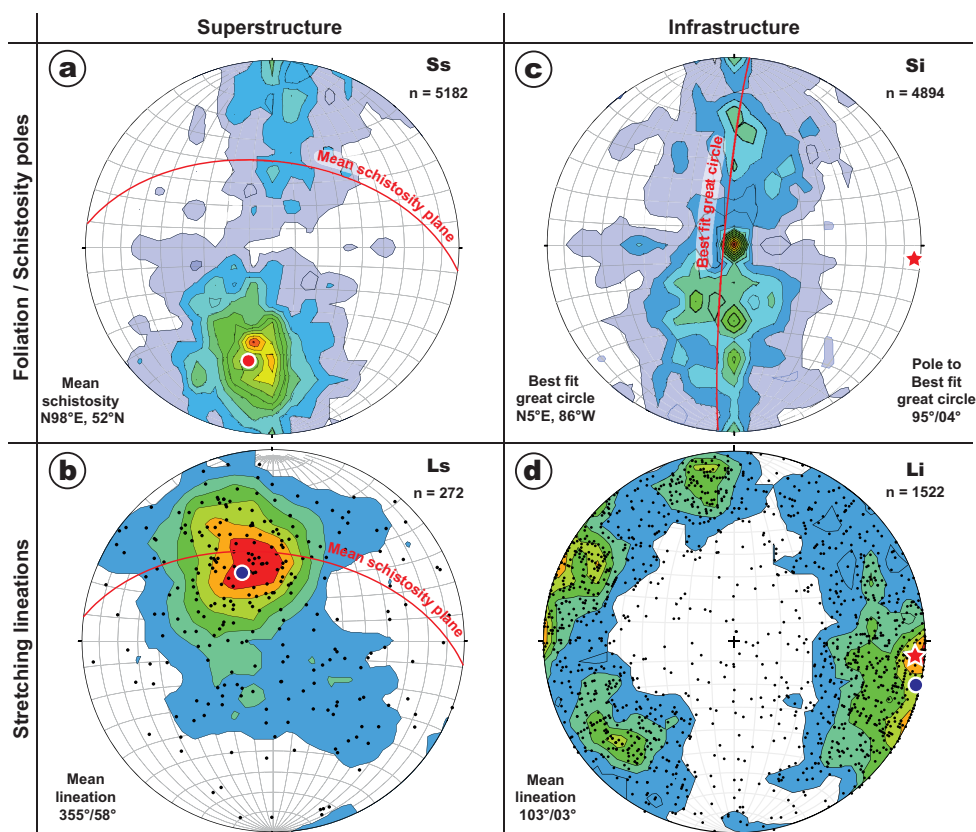 Superstructure
Infrastructure
Foliation / Schistosity poles
Stretching lineations
a
Ss
n = 5182
Mean schistosity plane
Mean
schistosity
N98°E, 52°N
c
Si
n = 4894
Best fit great circle
Best fit
great circle
N5°E, 86°W
Pole to
Best fit
great circle
95°/04°
b
Ls
n = 272
Mean schistosity plane
Mean
lineation
355°/58°
d
Li
n = 1522
Mean
lineation
103°/03°